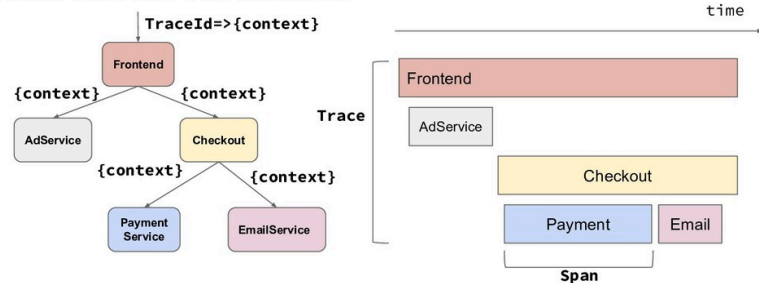 time
TraceId=>{context}
Frontend
{context}
{context}
AdService
Checkout
{context}
{context}
Payment
Service
EmailService
Trace
Frontend
AdService
Checkout
Payment
Email
Span